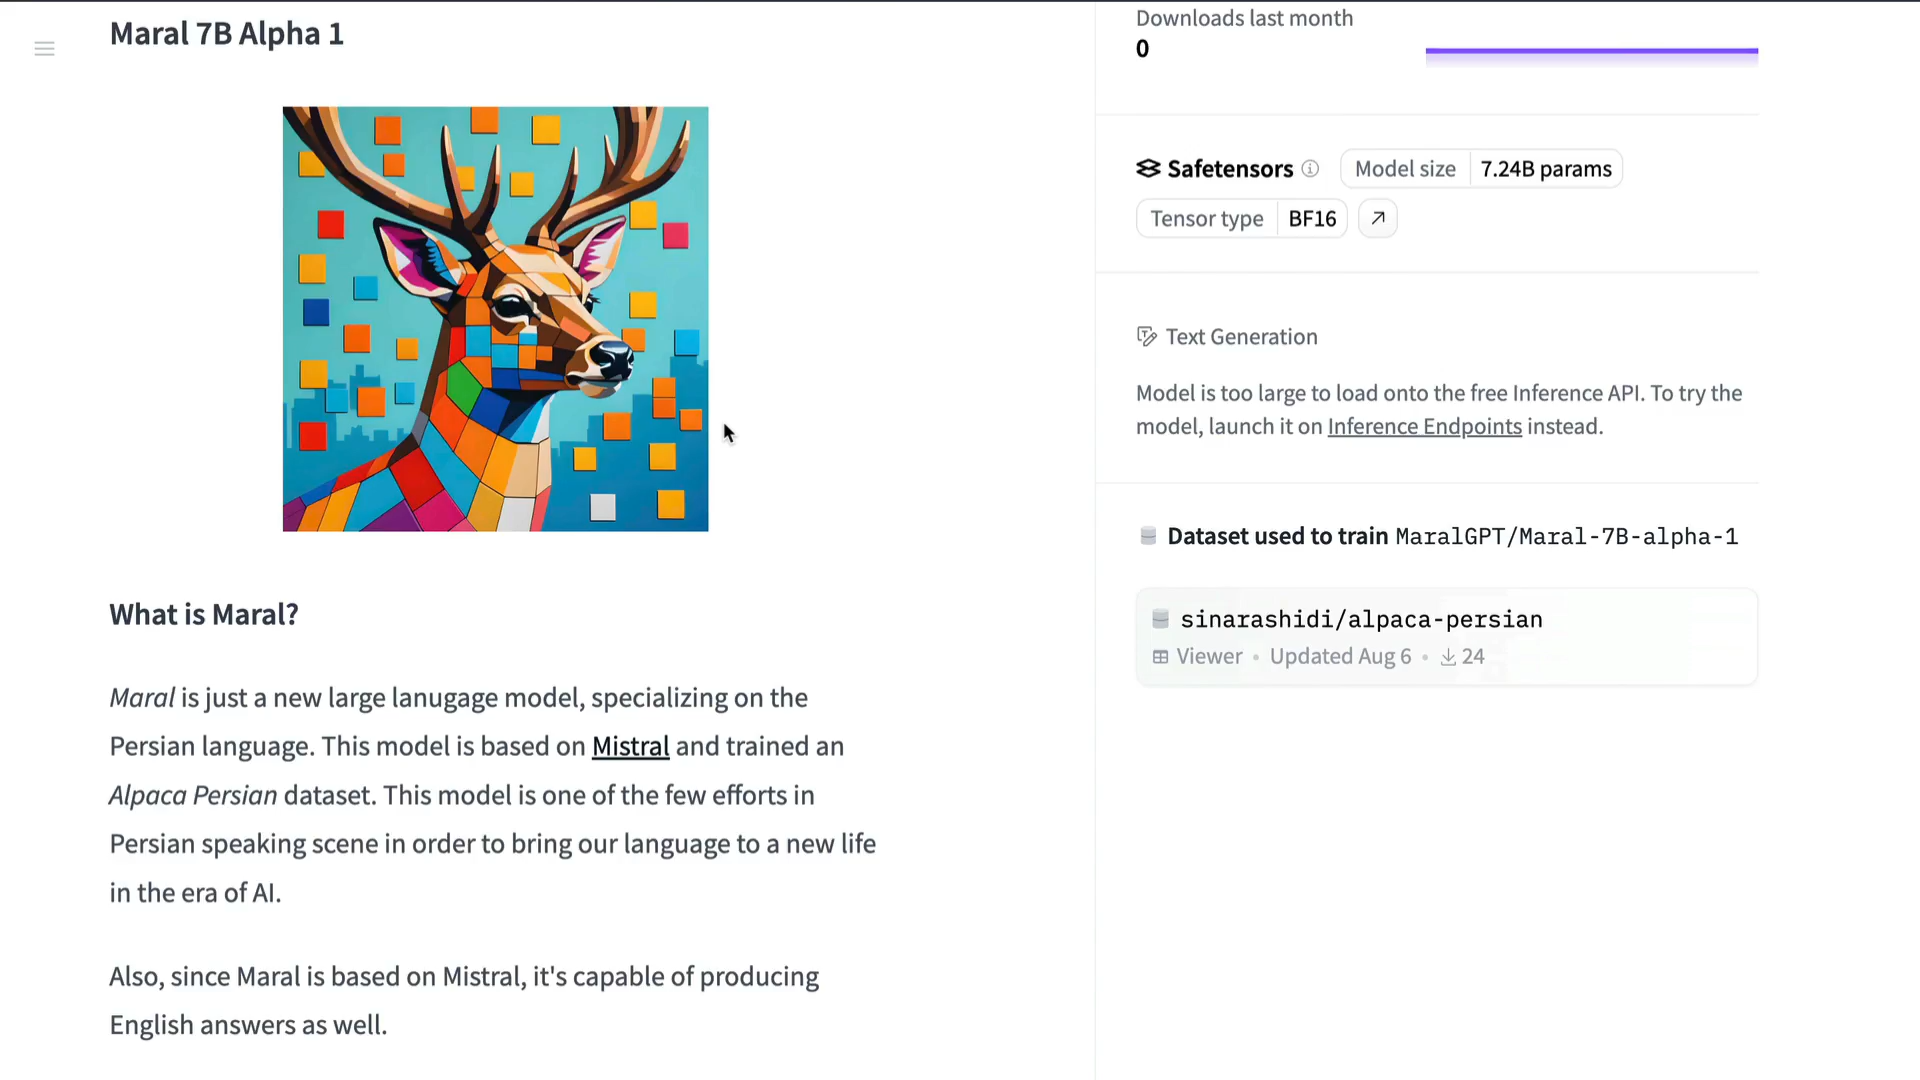 Maral 7B Alpha 1
What is Maral?
Maral is just a new large lanugage model, specializing on the
Persian language. This model is based on Mistral and trained an
Alpaca Persian dataset. This model is one of the few efforts in
Persian speaking scene in order to bring our language to a new life
in the era of AI.
Also, since Maral is based on Mistral, it's capable of producing
English answers as well.
Downloads last month
0
Safetensors Model size 7.24B params
Tensor type BF16
Text Generation
Model is too large to load onto the free Inference API. To try the
model, launch it on Inference Endpoints instead.
Dataset used to train MaralGPT/Maral-7B-alpha-1
sinarashidi/alpaca-persian
Viewer • Updated Aug 6 • 24